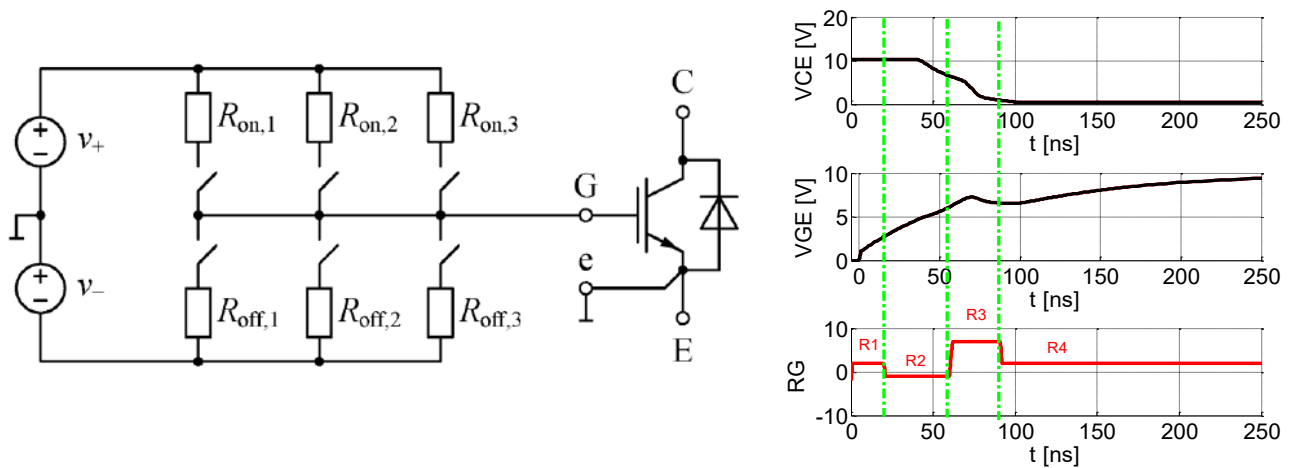 v+
v−
Ron,1
Ron,2
Ron,3
Roff,1
Roff,2
Roff,3
C
G
e
E
VCE [V]
20
10
0
0 50 100 150 200 250
t [ns]
VGE [V]
10
5
0
0 50 100 150 200 250
t [ns]
R3
RG
10
0
-10
R1
R2
R4
0 50 100 150 200 250
t [ns]